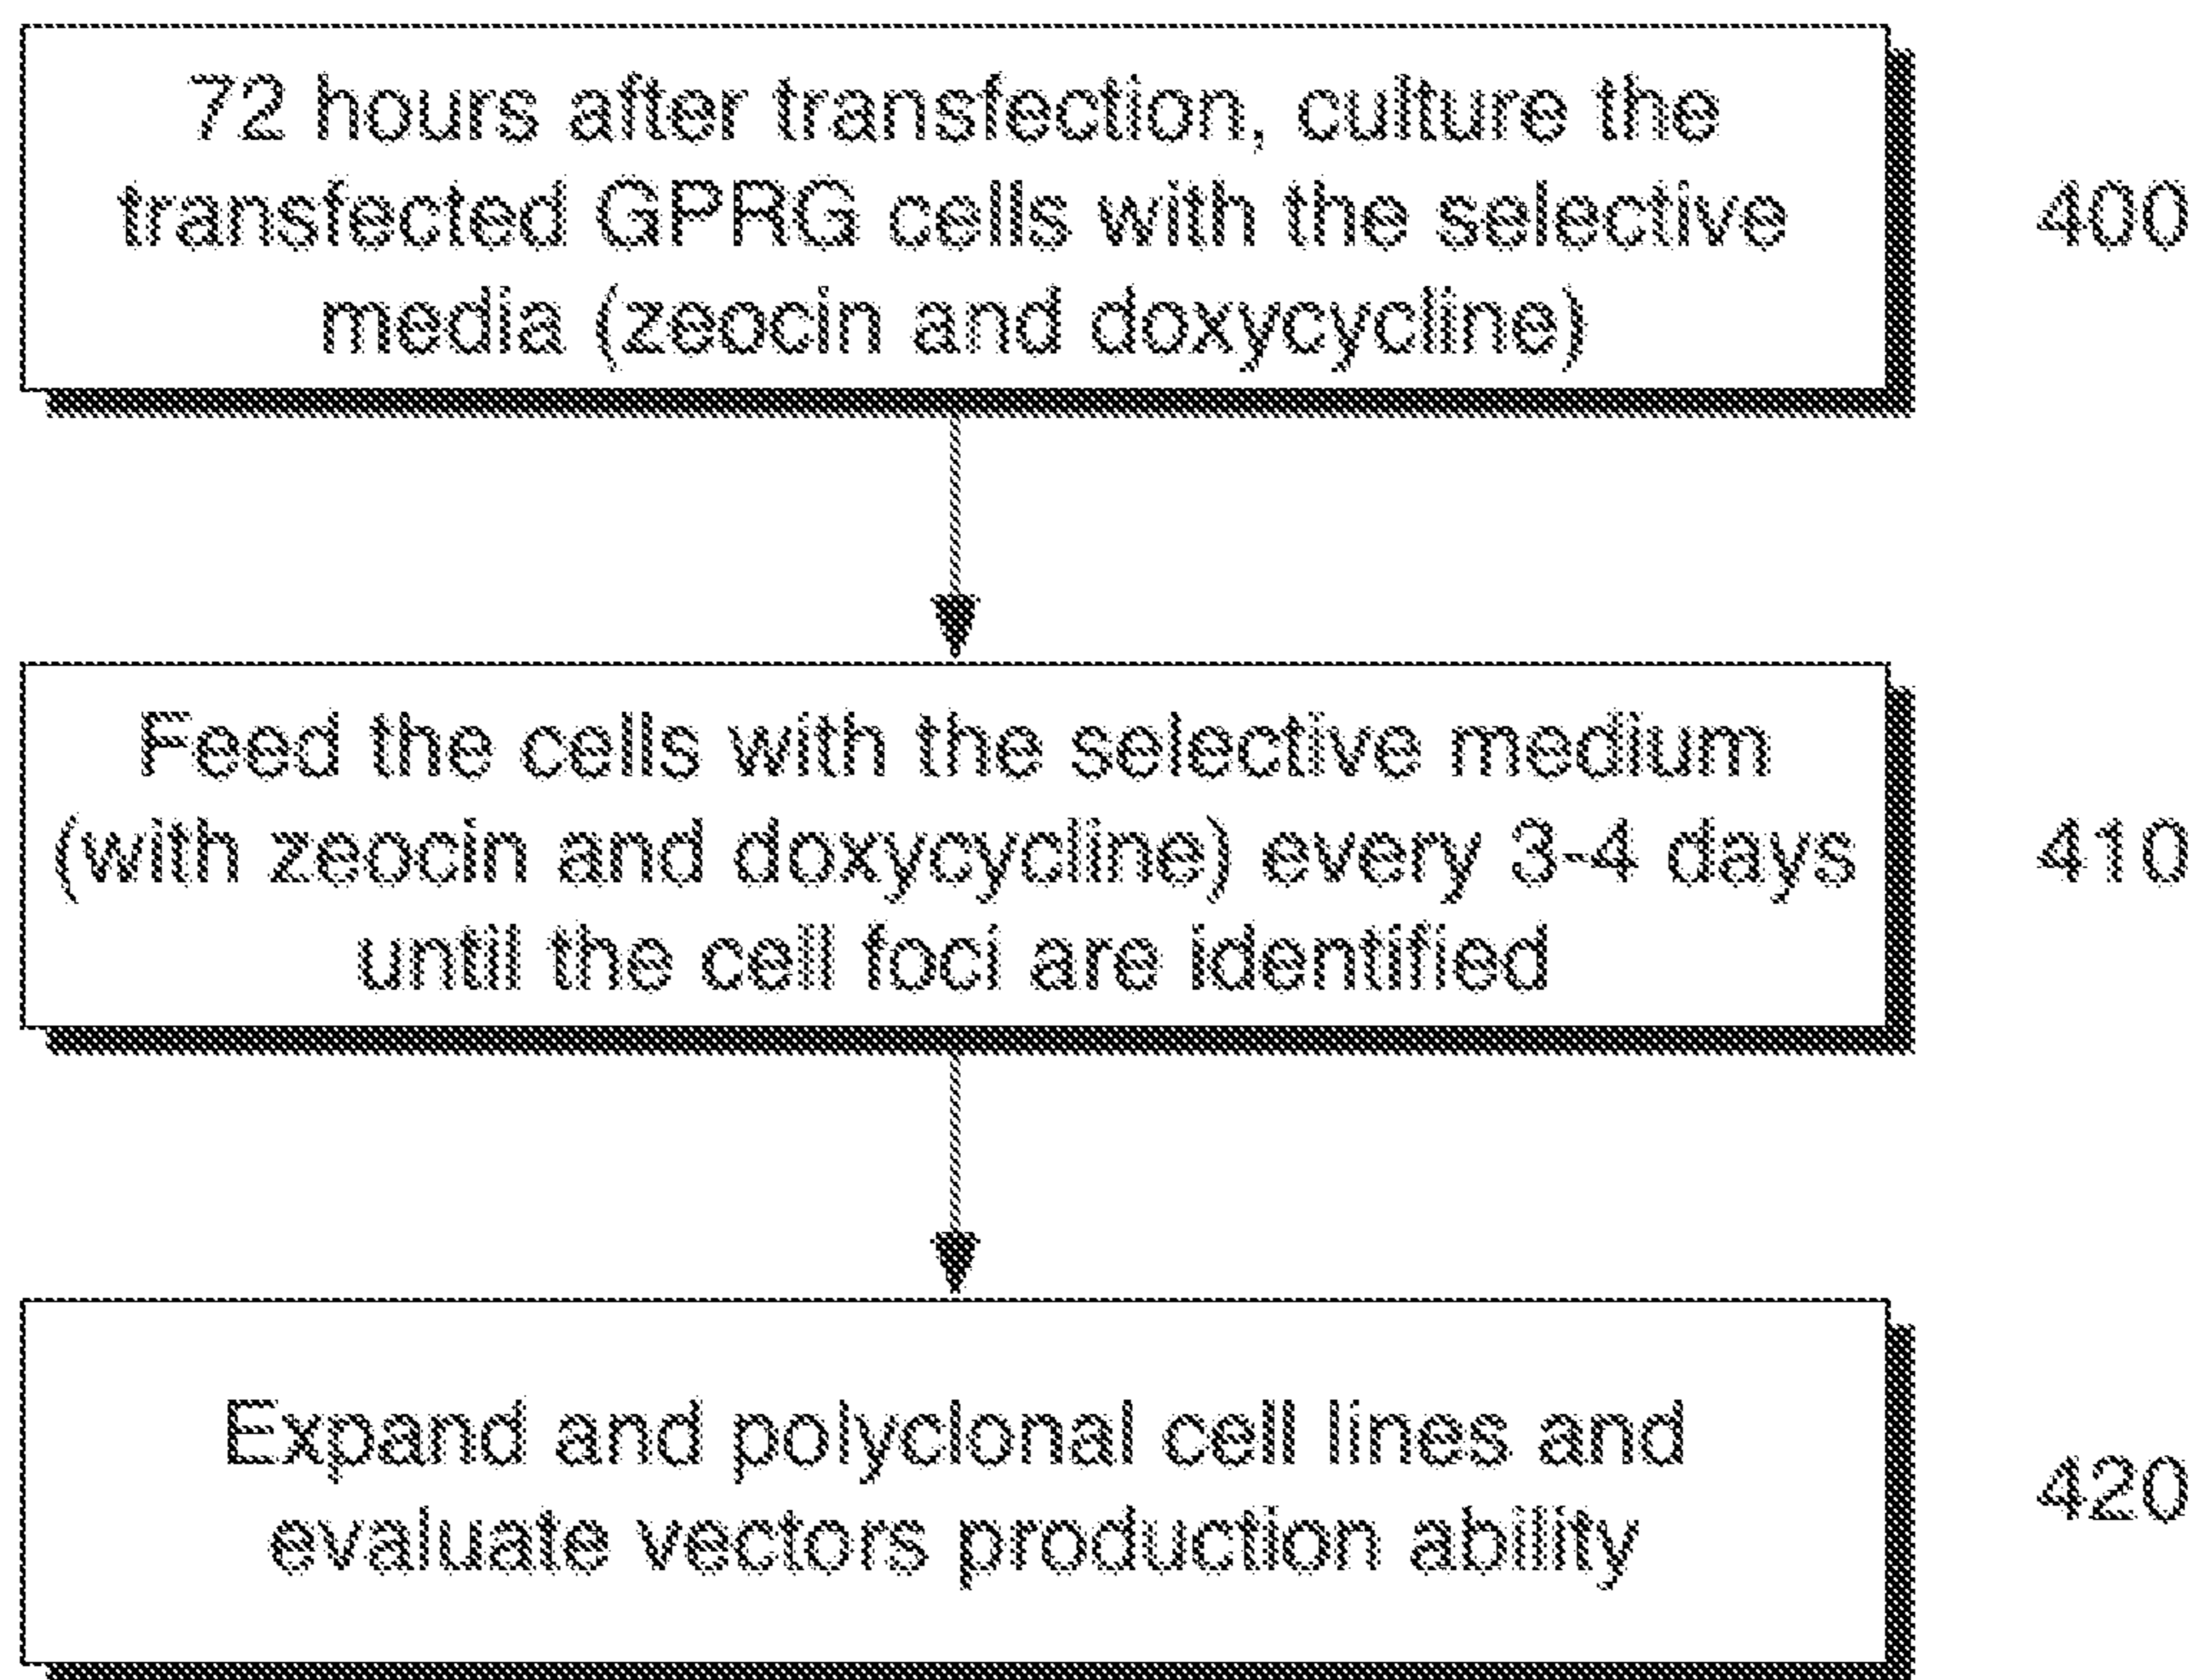 72 hours after transfection, culture the
transfected GPRG cells with the selective
media (zeocin and doxycycline)
400
Feed the cells with the selective medium
(with zeocin and doxycycline) every 3-4 days
until the cell foci are identified
410
Expand and polyclonal cell lines and
evaluate vectors production ability
420